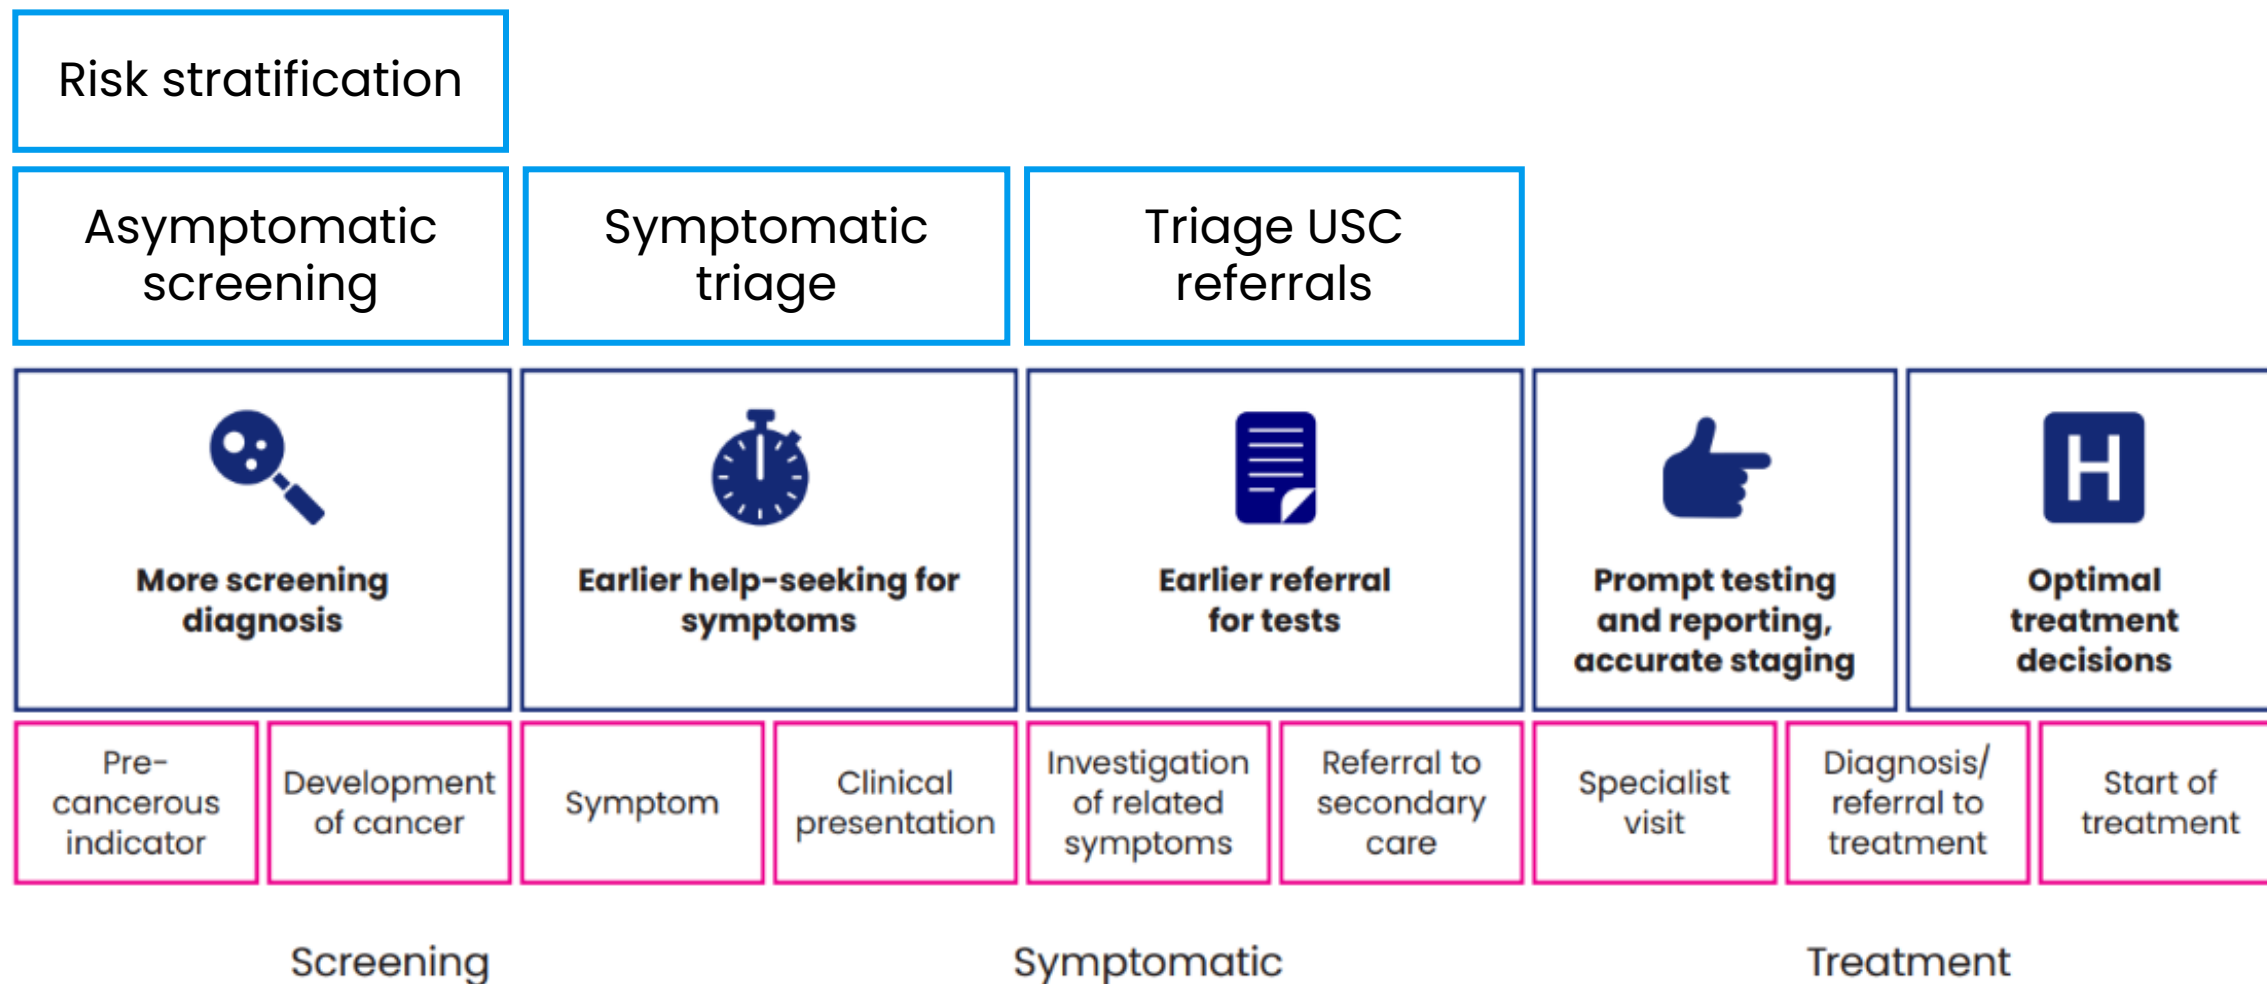 Risk stratification
Asymptomatic
screening
Symptomatic
triage
Triage USC
referrals
More screening
diagnosis
Earlier help-seeking for
symptoms
Earlier referral
for tests
Prompt testing
and reporting,
accurate staging
H
Optimal
treatment
decisions
Pre-
cancerous
indicator
Development
of cancer
Symptom
Clinical
presentation
Investigation
of related
symptoms
Referral to
secondary
care
Specialist
visit
Diagnosis/
referral to
treatment
Start of
treatment
Screening
Symptomatic
Treatment